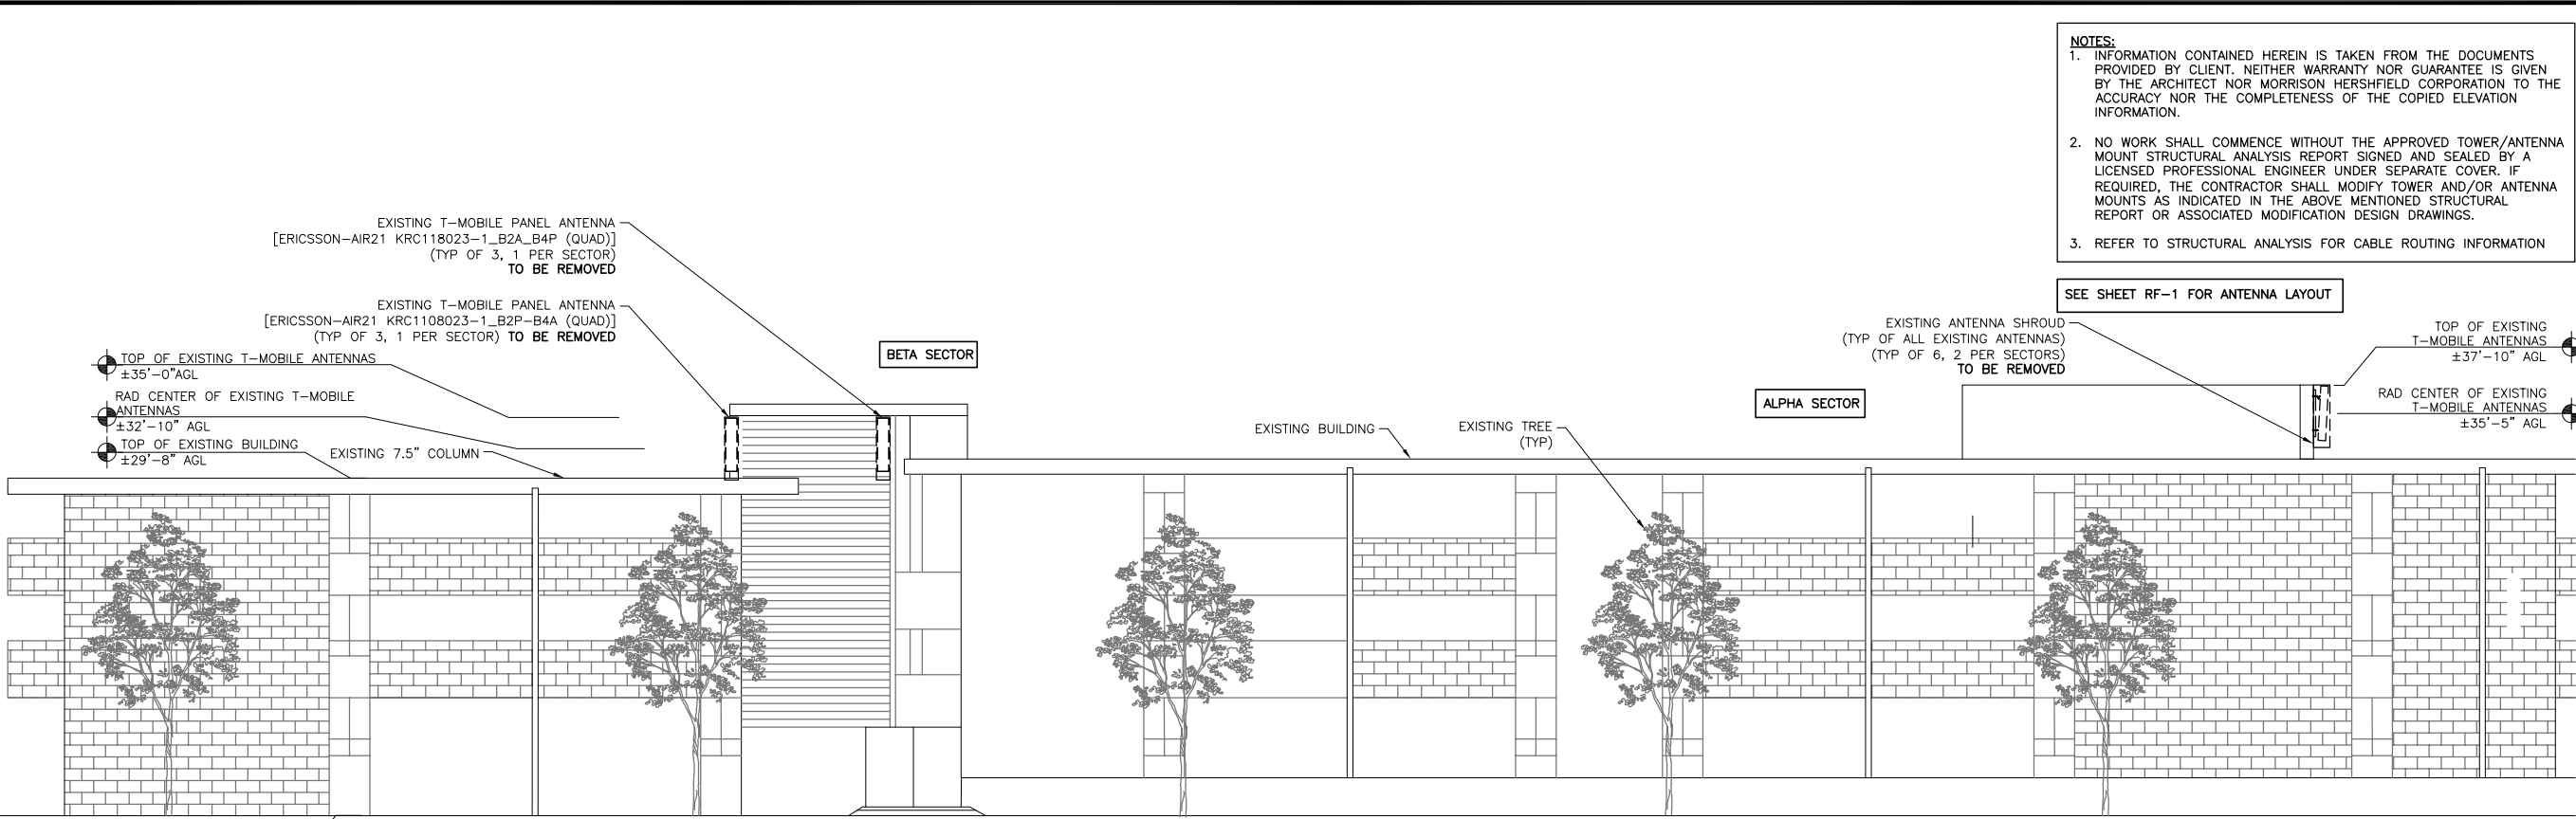 NOTES:
1. INFORMATION CONTAINED HEREIN IS TAKEN FROM THE DOCUMENTS
PROVIDED BY CLIENT. NEITHER WARRANTY NOR GUARANTEE IS GIVEN
BY THE ARCHITECT NOR MORRISON HERSHFIELD CORPORATION TO THE
ACCURACY NOR THE COMPLETENESS OF THE COPIED ELEVATION
INFORMATION.
2. NO WORK SHALL COMMENCE WITHOUT THE APPROVED TOWER/ANTENNA
MOUNT STRUCTURAL ANALYSIS REPORT SIGNED AND SEALED BY A
LICENSED PROFESSIONAL ENGINEER UNDER SEPARATE COVER. IF
REQUIRED, THE CONTRACTOR SHALL MODIFY TOWER AND/OR ANTENNA
MOUNTS AS INDICATED IN THE ABOVE MENTIONED STRUCTURAL
REPORT OR ASSOCIATED MODIFICATION DESIGN DRAWINGS.
3. REFER TO STRUCTURAL ANALYSIS FOR CABLE ROUTING INFORMATION
EXISTING T-MOBILE PANEL ANTENNA
[ERICSSON-AIR21 KRC118023-1_B2A_B4P (QUAD)]
(TYP OF 3, 1 PER SECTOR)
TO BE REMOVED
EXISTING T-MOBILE PANEL ANTENNA
[ERICSSON-AIR21 KRC1108023-1_B2P-B4A (QUAD)]
(TYP OF 3, 1 PER SECTOR) TO BE REMOVED
TOP OF EXISTING T-MOBILE ANTENNAS
±35'-0"AGL
RAD CENTER OF EXISTING T-MOBILE
ANTENNAS
±32'-10" AGL
TOP OF EXISTING BUILDING
±29'-8" AGL
EXISTING 7.5" COLUMN
BETA SECTOR
EXISTING BUILDING
EXISTING TREE
(TYP)
ALPHA SECTOR
SEE SHEET RF-1 FOR ANTENNA LAYOUT
EXISTING ANTENNA SHROUD
(TYP OF ALL EXISTING ANTENNAS)
(TYP OF 6, 2 PER SECTORS)
TO BE REMOVED
TOP OF EXISTING
T-MOBILE ANTENNAS
±37'-10" AGL
RAD CENTER OF EXISTING
T-MOBILE ANTENNAS
±35'-5" AGL